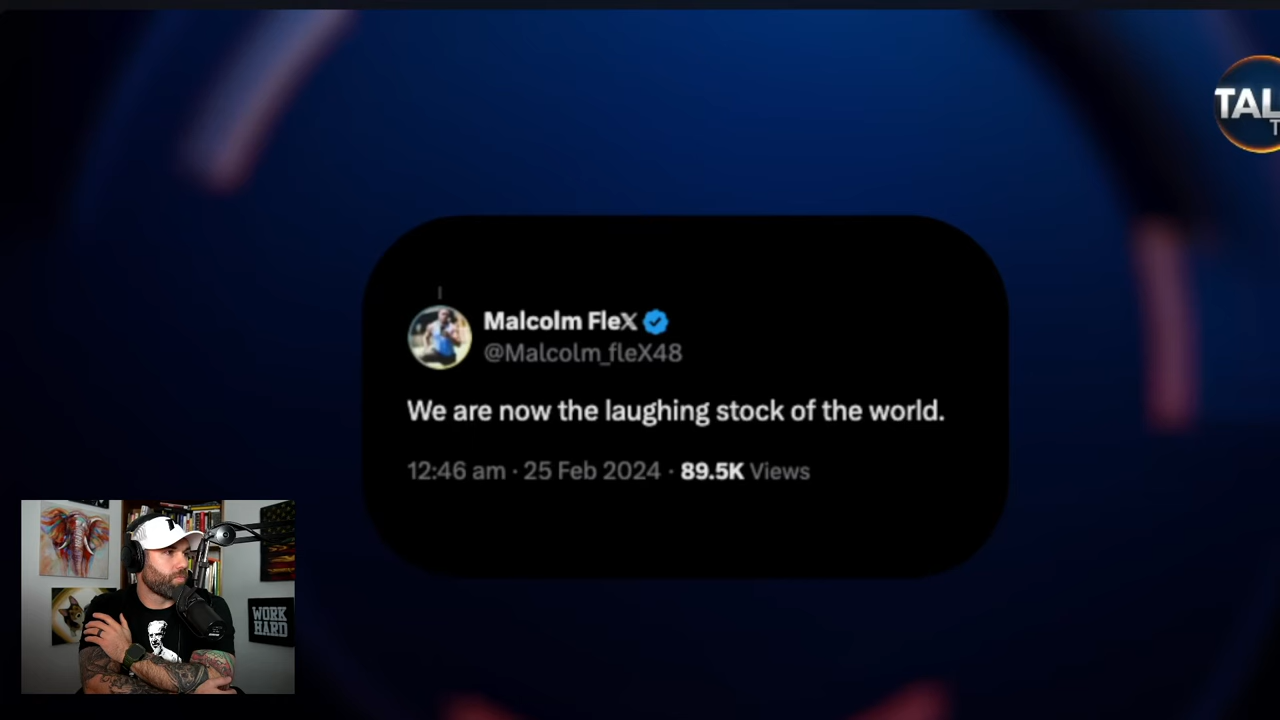 TAL
T
Malcolm Fle𝕏
@Malcolm_fleX48
We are now the laughing stock of the world.
12:46 am · 25 Feb 2024 · 89.5K Views
WORK
HARD